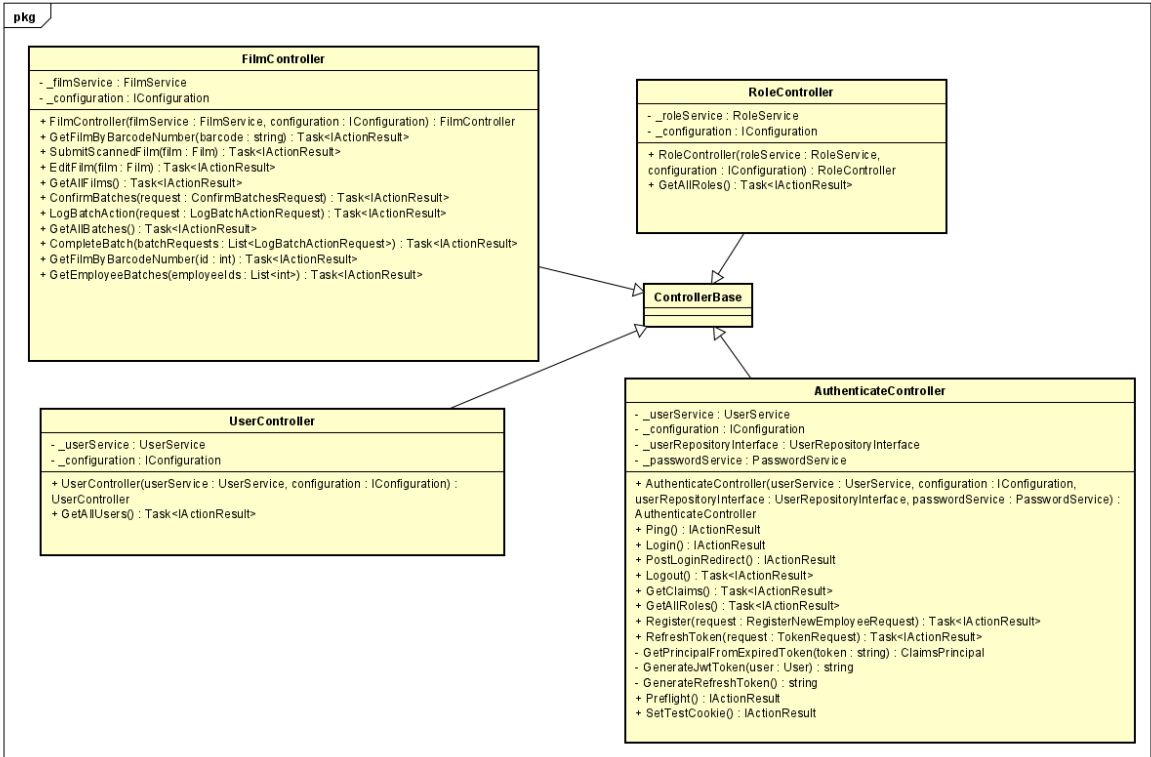 pkg
FilmController
- _filmService : FilmService
- _configuration : IConfiguration
+ FilmController(filmService : FilmService, configuration : IConfiguration) : FilmController
+ GetFilmByBarcodeNumber(barcode : string) : Task<IActionResult>
+ SubmitScannedFilm(film : Film) : Task<IActionResult>
+ EditFilm(film : Film) : Task<IActionResult>
+ GetAllFilms() : Task<IActionResult>
+ ConfirmBatches(request : ConfirmBatchesRequest) : Task<IActionResult>
+ LogBatchAction(request : LogBatchActionRequest) : Task<IActionResult>
+ GetAllBatches() : Task<IActionResult>
+ CompleteBatch(batchRequests : List<LogBatchActionRequest>) : Task<IActionResult>
+ GetFilmByBarcodeNumber(id : int) : Task<IActionResult>
+ GetEmployeeBatches(employeeIds : List<int>) : Task<IActionResult>
RoleController
- _roleService : RoleService
- _configuration : IConfiguration
+ RoleController(roleService : RoleService,
configuration : IConfiguration) : RoleController
+ GetAllRoles() : Task<IActionResult>
ControllerBase
UserController
- _userService : UserService
- _configuration : IConfiguration
+ UserController(userService : UserService, configuration : IConfiguration) :
UserController
+ GetAllUsers() : Task<IActionResult>
AuthenticateController
- _userService : UserService
- _configuration : IConfiguration
- _userRepositoryInterface : UserRepositoryInterface
- _passwordService : PasswordService
+ AuthenticateController(userService : UserService, configuration : IConfiguration,
userRepositoryInterface : UserRepositoryInterface, passwordService : PasswordService) :
AuthenticateController
+ Ping() : IActionResult
+ Login() : IActionResult
+ PostLoginRedirect() : IActionResult
+ Logout() : Task<IActionResult>
+ GetClaims() : Task<IActionResult>
+ GetAllRoles() : Task<IActionResult>
+ Register(request : RegisterNewEmployeeRequest) : Task<IActionResult>
+ RefreshToken(request : TokenRequest) : Task<IActionResult>
- GetPrincipalFromExpiredToken(token : string) : ClaimsPrincipal
- GenerateJwtToken(user : User) : string
- GenerateRefreshToken() : string
+ Preflight() : IActionResult
+ SetTestCookie() : IActionResult